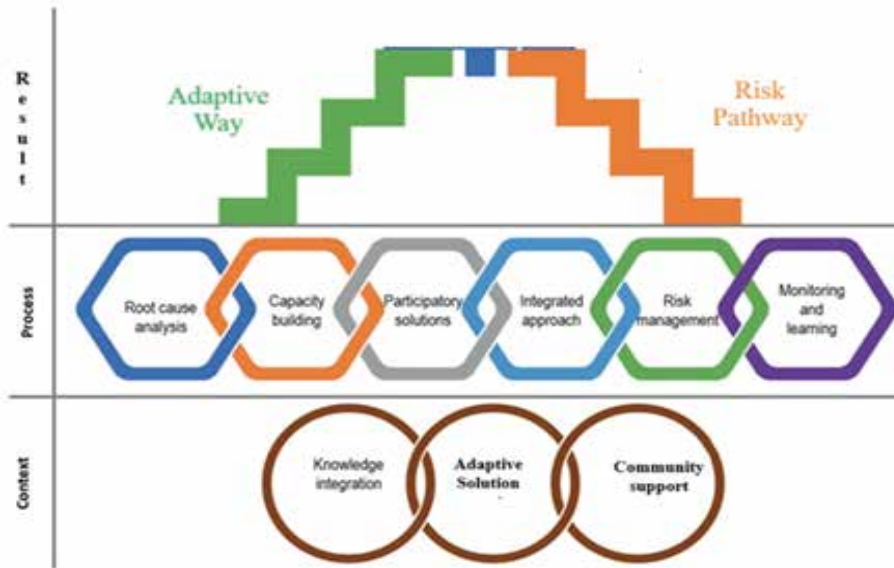 Result
Adaptive
Way
Risk
Pathway
Process
Root cause
analysis
Capacity
building
Participatory
solutions
Integrated
approach
Risk
management
Monitoring
and
learning
Context
Knowledge
integration
Adaptive
Solution
Community
support